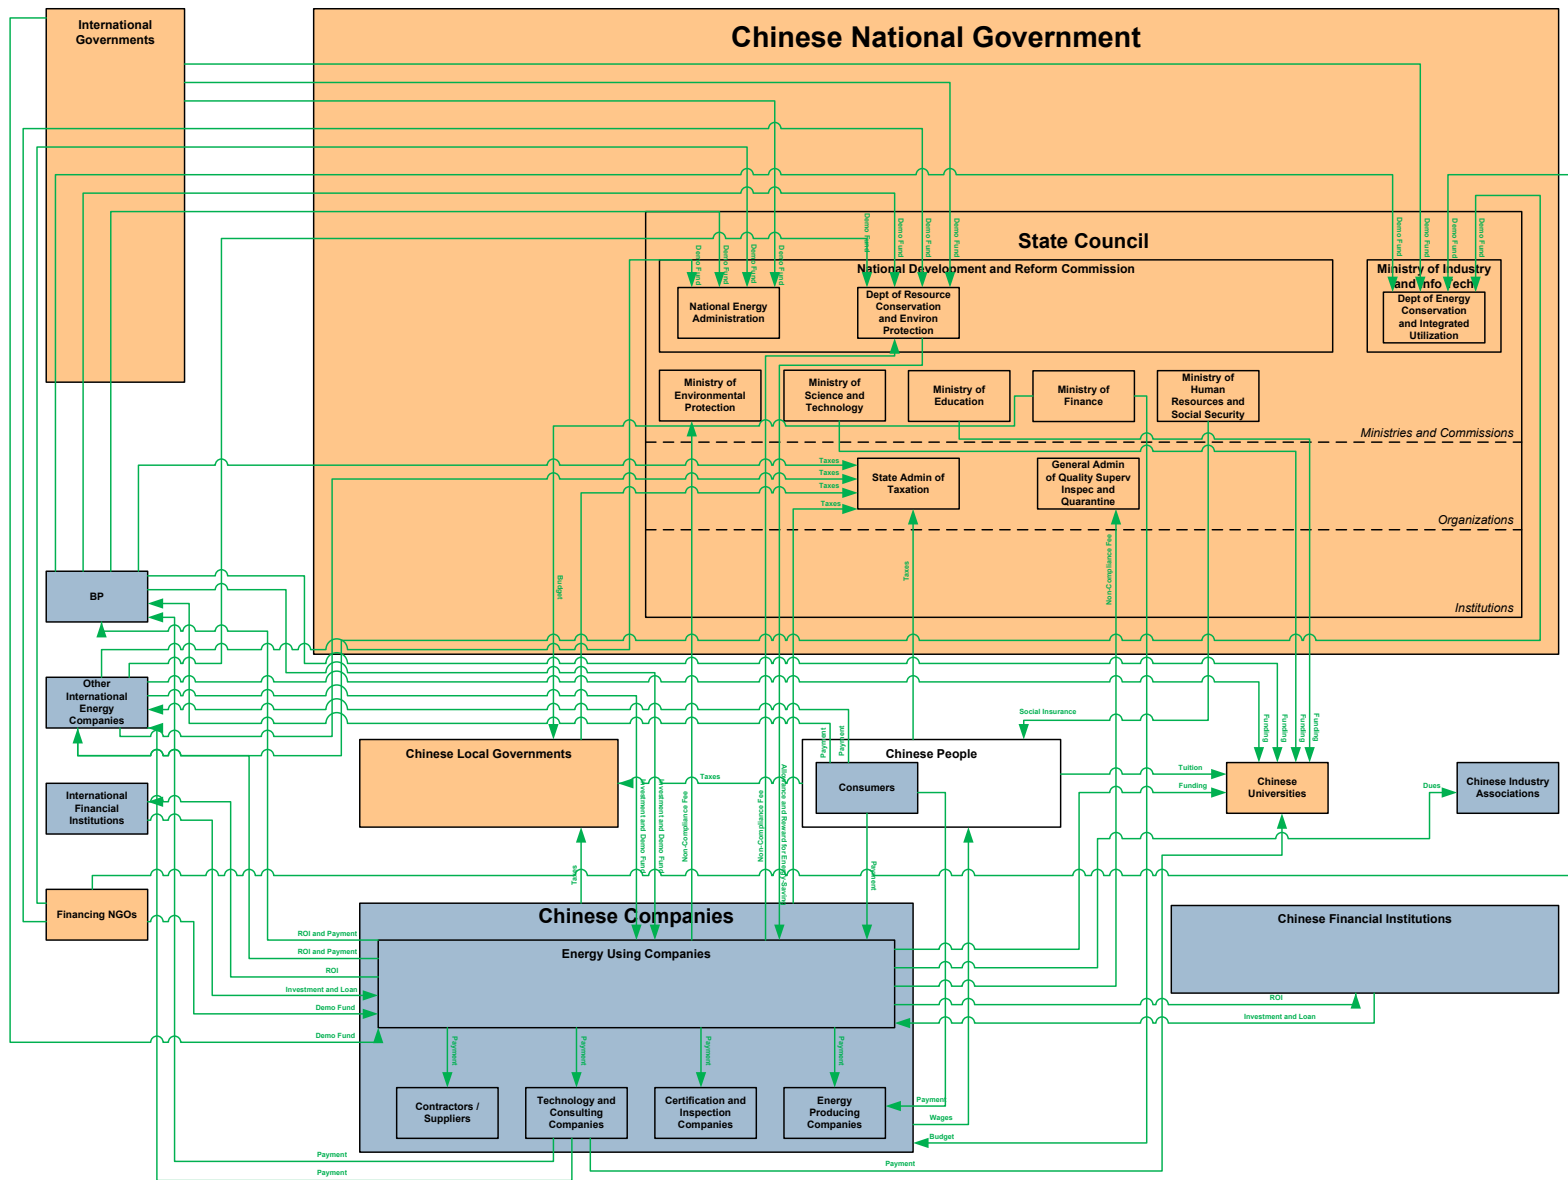 International
Governments
Chinese National Government
State Council
Demo Fund
Demo Fund
Demo Fund
Demo Fund
Demo Fund
Demo Fund
Demo Fund
Demo Fund
Demo Fund
Demo Fund
Demo Fund
Demo Fund
National Development and Reform Commission
Ministry of Industry
and Info Tech
National Energy
Administration
Dept of Resource
Conservation
and Environ
Protection
Dept of Energy
Conservation
and Integrated
Utilization
Ministry of
Environmental
Protection
Ministry of
Science and
Technology
Ministry of
Education
Ministry of
Finance
Ministry of
Human
Resources and
Social Security
Ministries and Commissions
Taxes
Taxes
Taxes
Taxes
State Admin of
Taxation
General Admin
of Quality Superv
Inspec and
Quarantine
Organizations
Budget
Taxes
Non-Compliance Fee
Institutions
BP
Other
International
Energy
Companies
Social Insurance
Funding
Funding
Funding
Funding
Chinese Local Governments
Payment
Payment
Chinese People
Consumers
Taxes
Tuition
Funding
Chinese
Universities
Dues
Chinese Industry
Associations
International
Financial
Institutions
Investment and Demo Fund
Investment and Demo Fund
Non-Compliance Fee
Non-Compliance Fee
Allowance and Reward for Energy-Saving
Taxes
Payment
Financing NGOs
Chinese Companies
Chinese Financial Institutions
Energy Using Companies
ROI and Payment
ROI and Payment
ROI
Investment and Loan
Demo Fund
Demo Fund
ROI
Investment and Loan
Payment
Payment
Payment
Payment
Contractors /
Suppliers
Technology and
Consulting
Companies
Certification and
Inspection
Companies
Energy
Producing
Companies
Payment
Wages
Budget
Payment
Payment
Payment